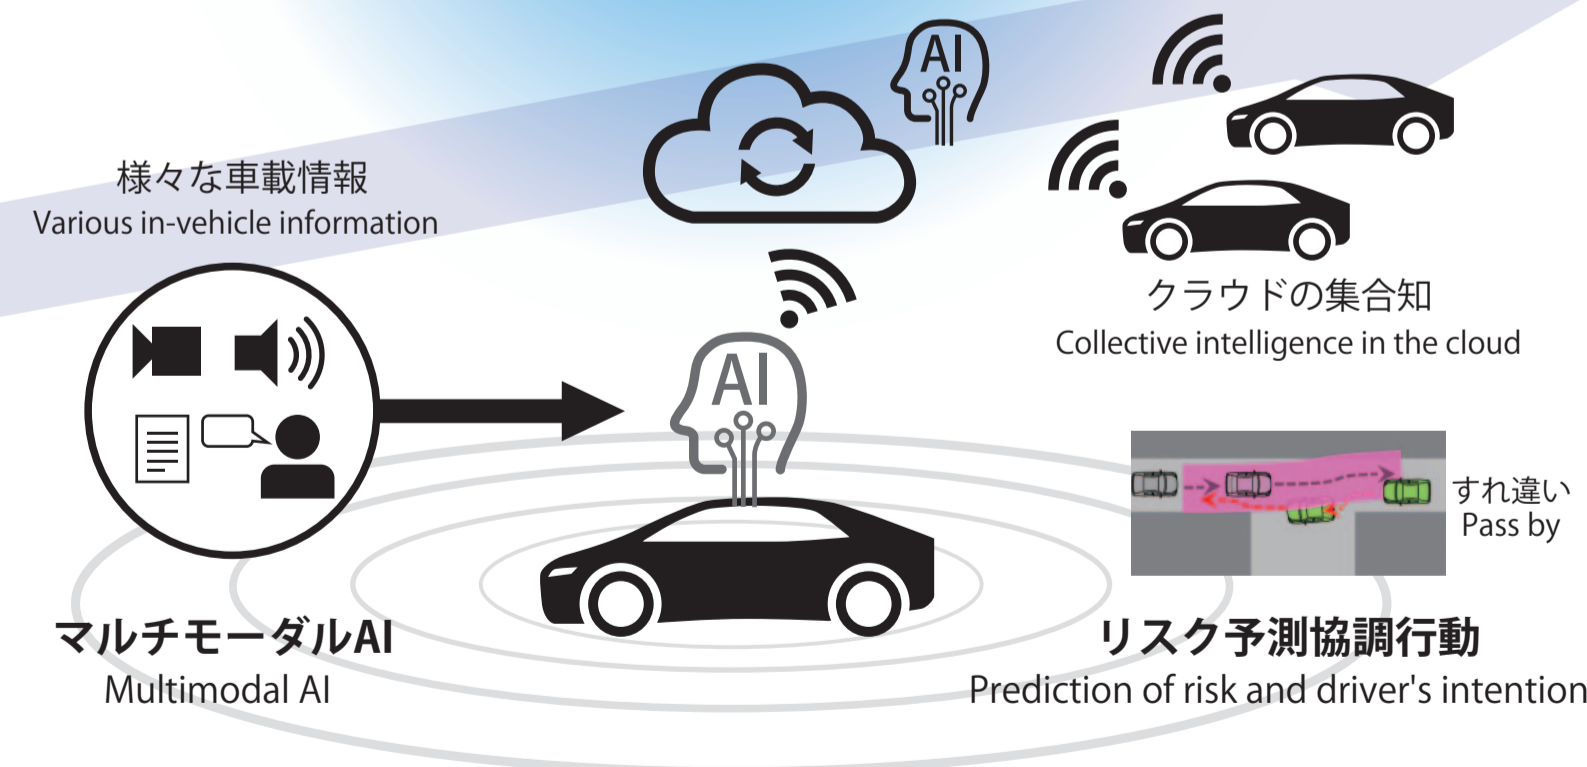 AI
様々な車載情報
Various in-vehicle information
クラウドの集合知
Collective intelligence in the cloud
AI
すれ違い
Pass by
マルチモーダルAI
Multimodal AI
リスク予測協調行動
Prediction of risk and driver's intention